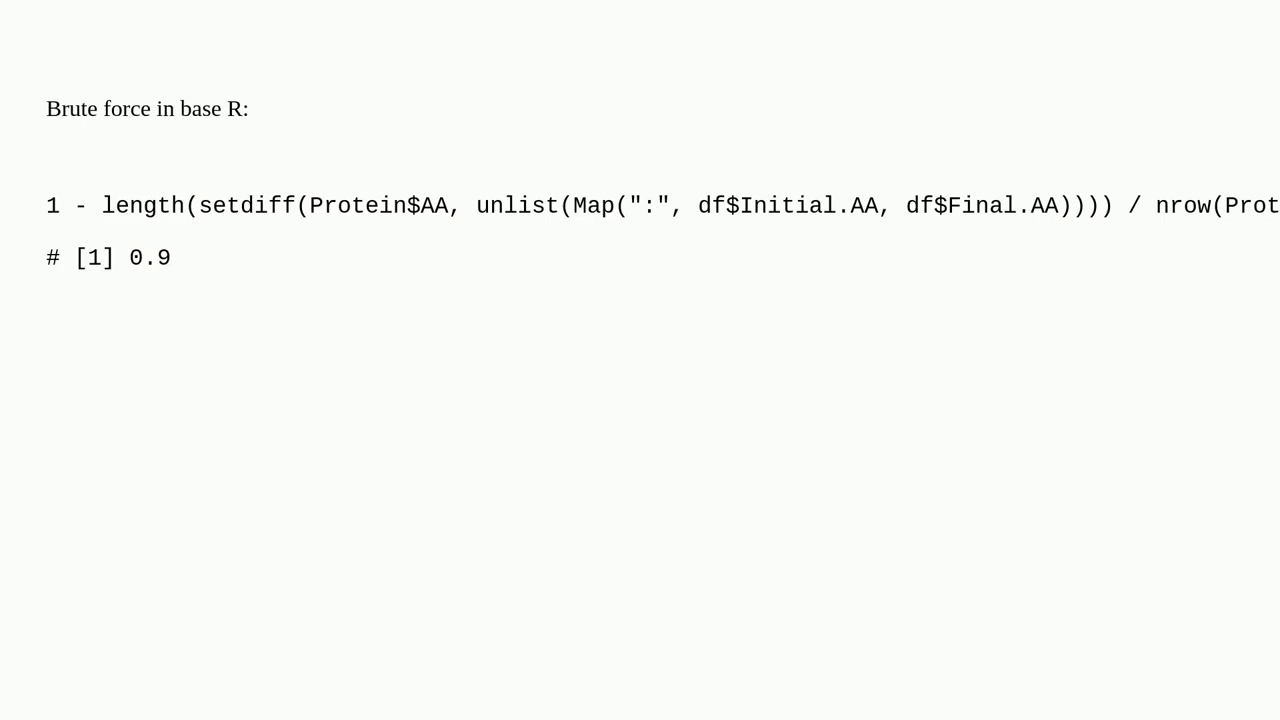 Brute force in base R:
1 - length(setdiff(Protein$AA, unlist(Map(":", df$Initial.AA, df$Final.AA)))) / nrow(Prot
# [1] 0.9